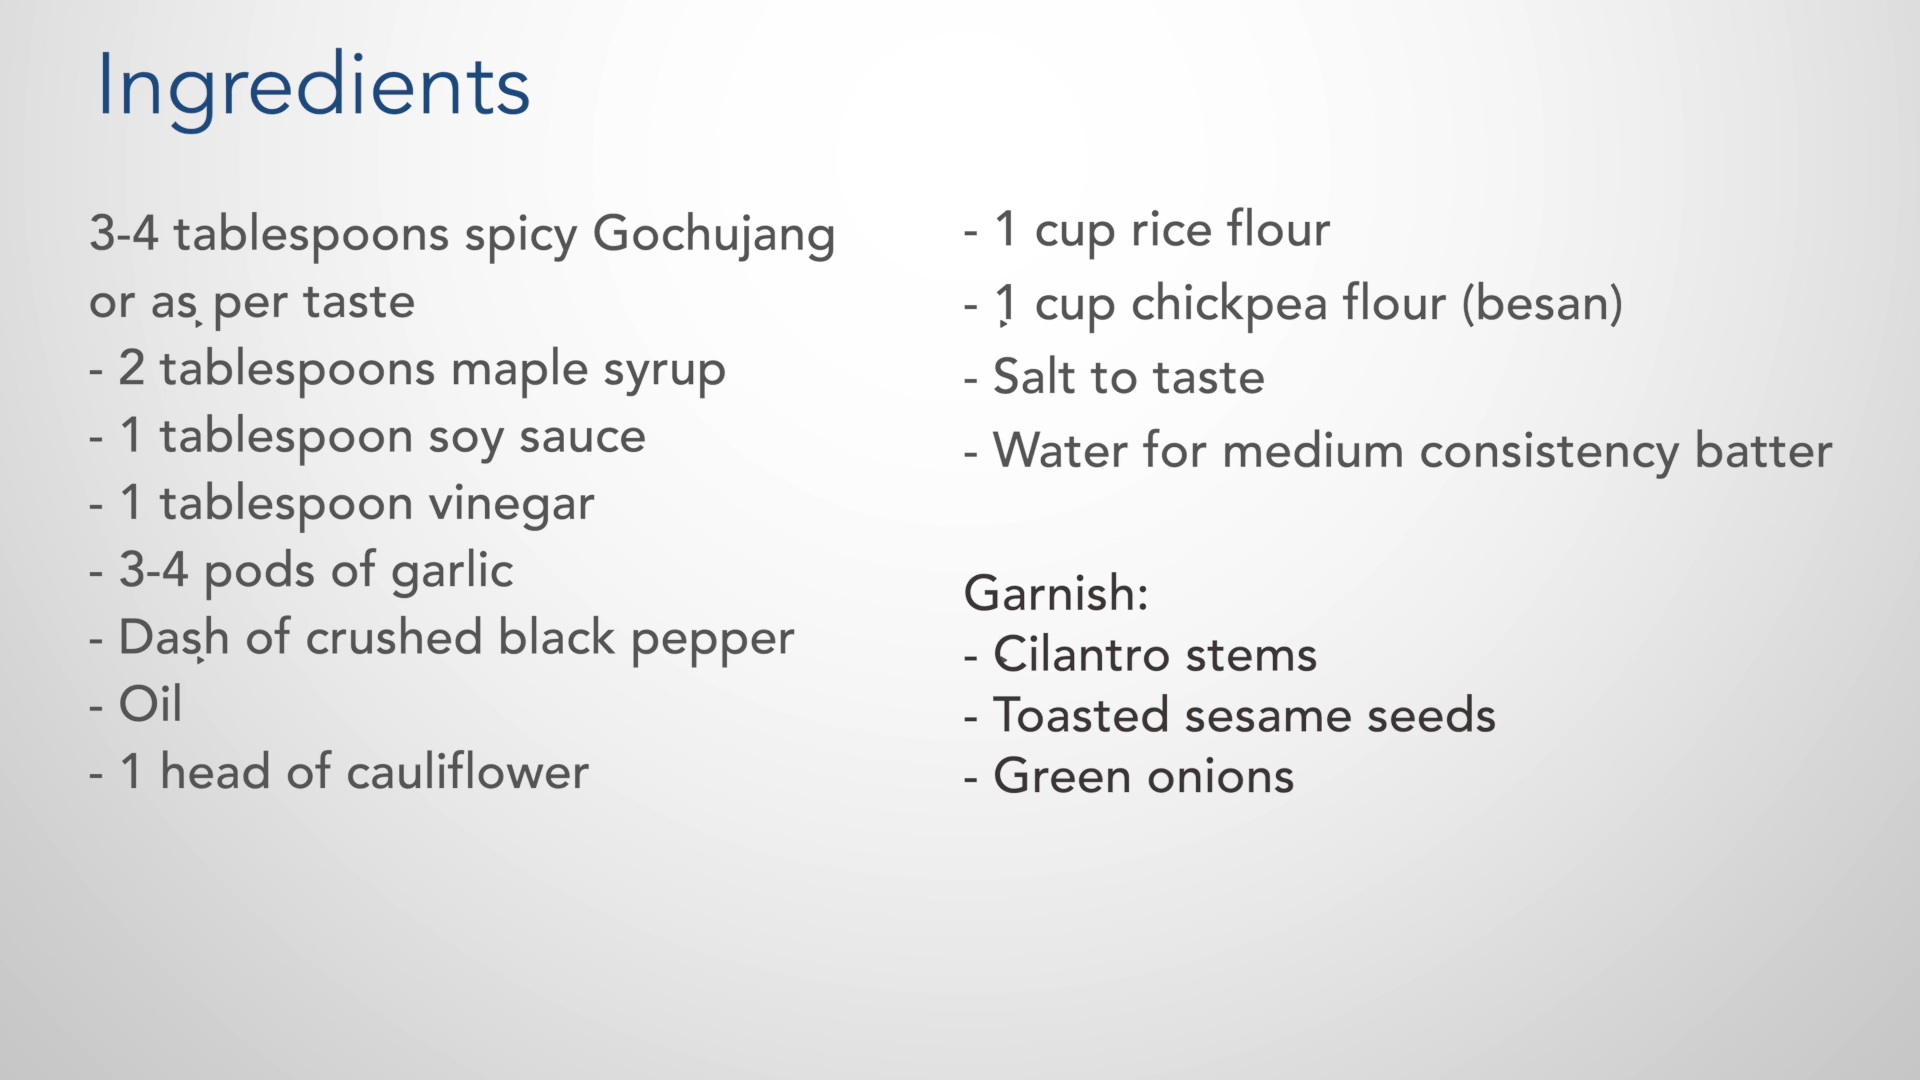 Ingredients
3-4 tablespoons spicy Gochujang
or as per taste
- 2 tablespoons maple syrup
- 1 tablespoon soy sauce
- 1 tablespoon vinegar
- 3-4 pods of garlic
- Dash of crushed black pepper
- Oil
- 1 head of cauliflower
- 1 cup rice flour
- 1 cup chickpea flour (besan)
- Salt to taste
- Water for medium consistency batter
Garnish:
- Cilantro stems
- Toasted sesame seeds
- Green onions